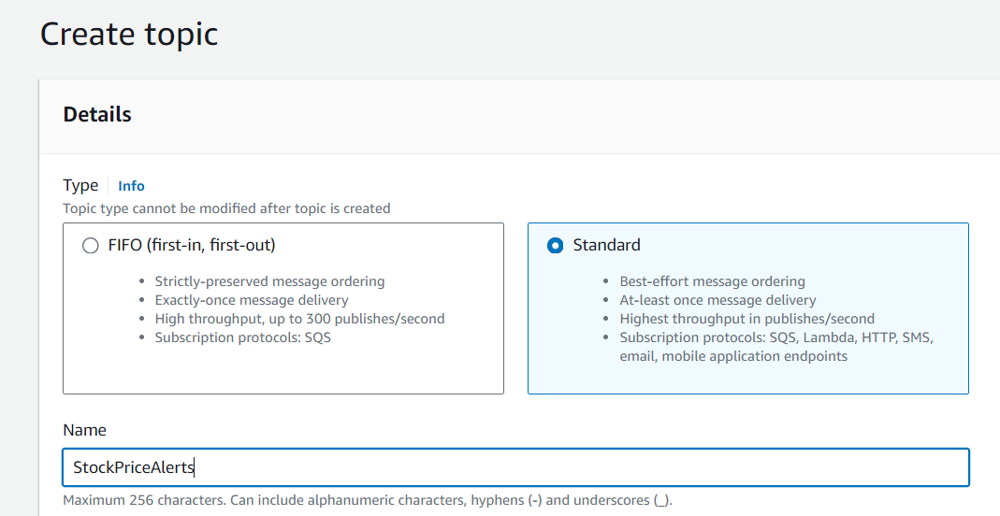 Create topic
Details
Type Info
Topic type cannot be modified after topic is created
FIFO (first-in, first-out)
• Strictly-preserved message ordering
• Exactly-once message delivery
• High throughput, up to 300 publishes/second
• Subscription protocols: SQS
Standard
• Best-effort message ordering
• At-least once message delivery
• Highest throughput in publishes/second
• Subscription protocols: SQS, Lambda, HTTP, SMS,
email, mobile application endpoints
Name
StockPriceAlerts
Maximum 256 characters. Can include alphanumeric characters, hyphens (-) and underscores (_).